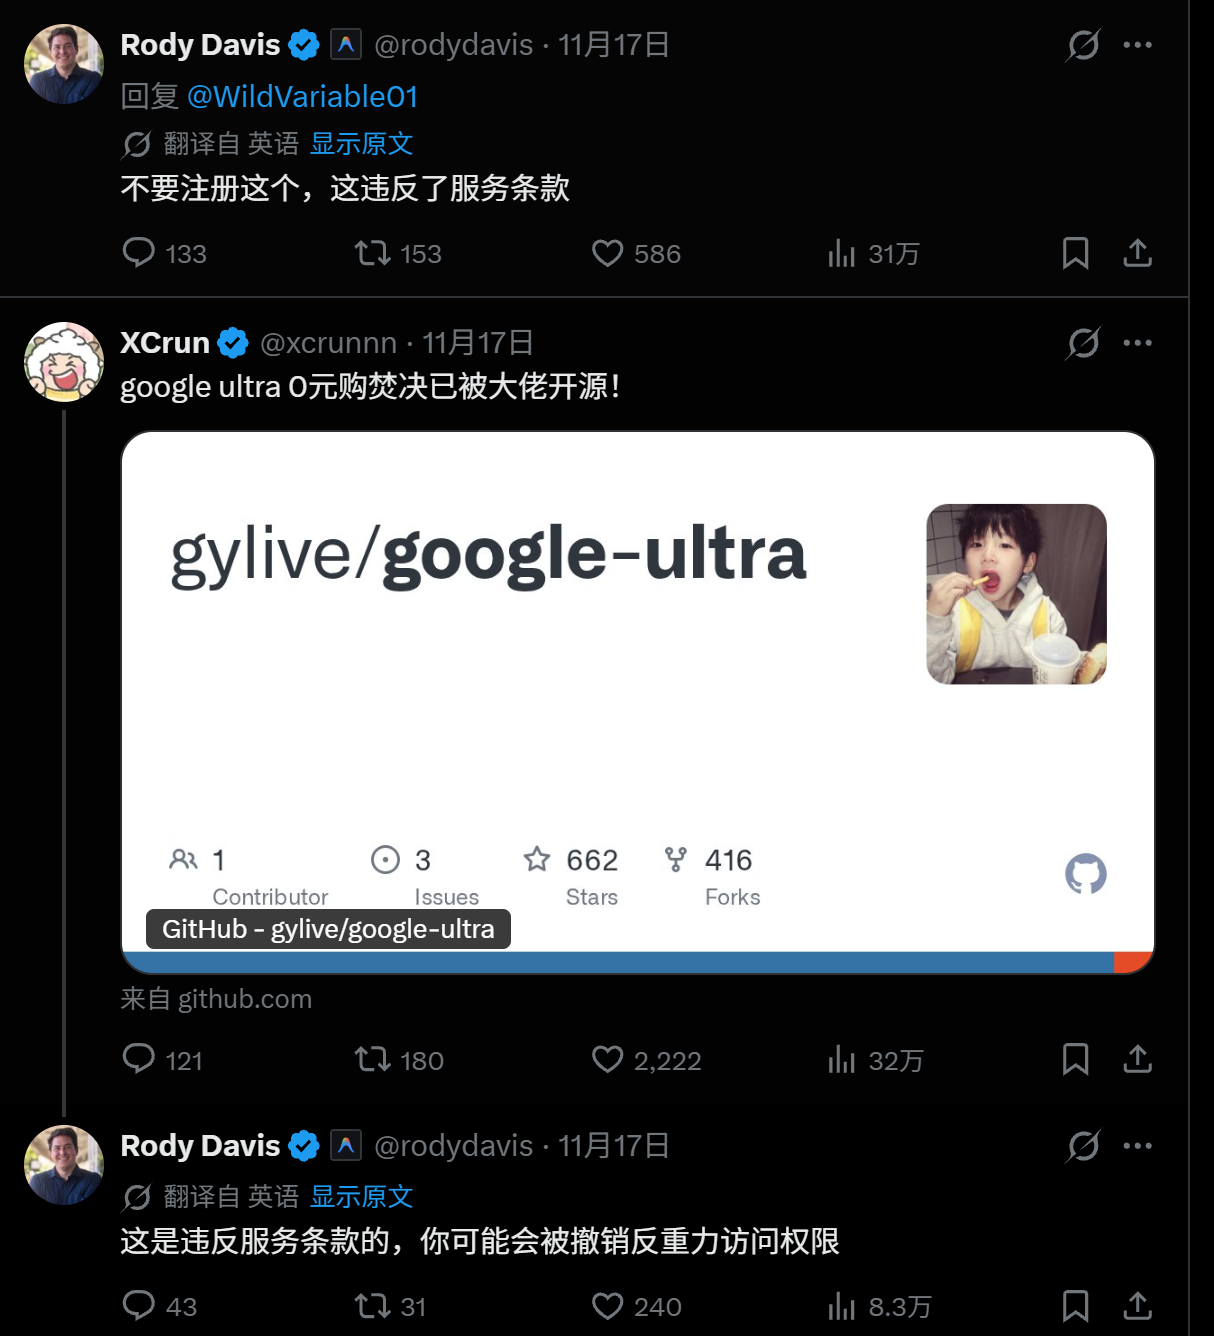 Rody Davis @rodydavis · 11月17日
回复 @WildVariable01
翻译自 英语 显示原文
不要注册这个，这违反了服务条款
133 153 586 31万
XCrun @xcrunnn · 11月17日
google ultra 0元购焚决已被大佬开源！
gylive/google-ultra
1 3 662 416
Contributor Issues Stars Forks
GitHub - gylive/google-ultra
来自 github.com
121 180 2,222 32万
Rody Davis @rodydavis · 11月17日
翻译自 英语 显示原文
这是违反服务条款的，你可能会被撤销反重力访问权限
43 31 240 8.3万